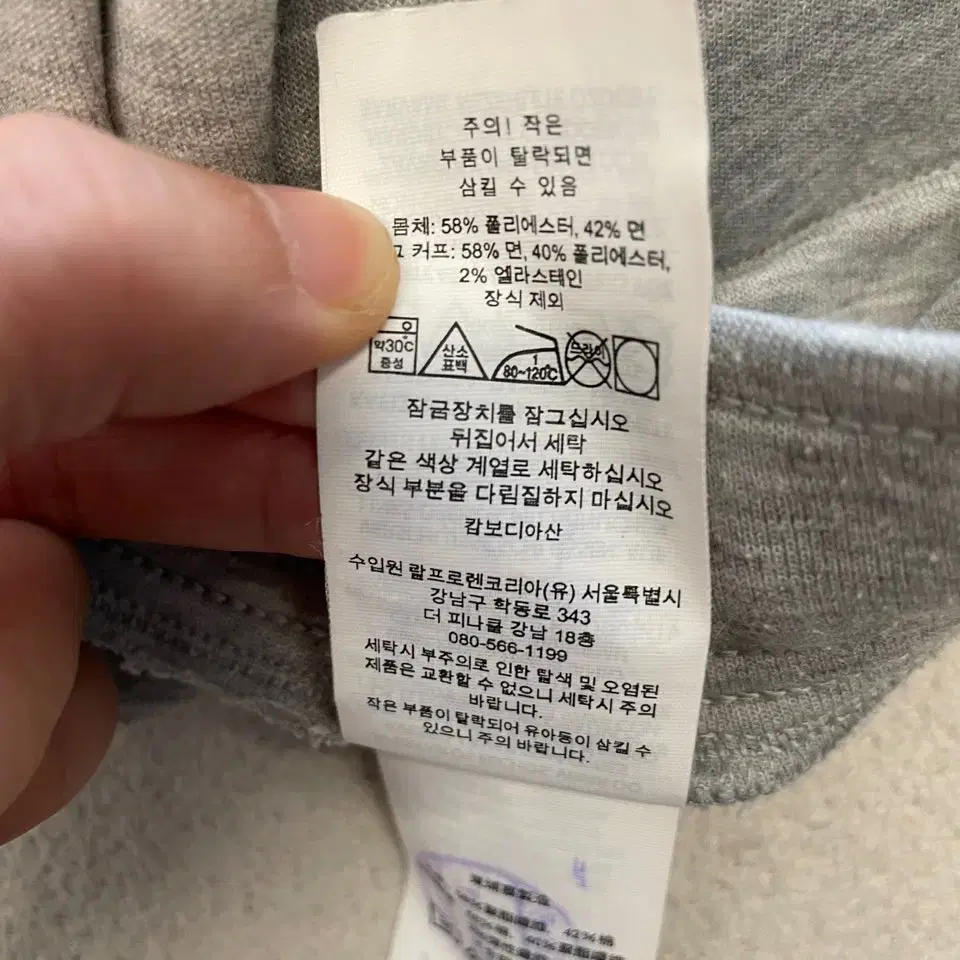 주의! 작은
부품이 탈락되면
삼킬 수 있음
몸체: 58% 폴리에스터, 42% 면
커프: 58% 면, 40% 폴리에스터,
2% 엘라스테인
장식 제외
약30℃ 중성
산소 표백
1 80~120℃
드라이
잠금장치를 잠그십시오
뒤집어서 세탁
같은 색상 계열로 세탁하십시오
장식 부분을 다림질하지 마십시오
캄보디아산
수입원 랄프로렌코리아(유) 서울특별시
강남구 학동로 343
더 피나클 강남 18층
080-566-1199
세탁시 부주의로 인한 탈색 및 오염된
제품은 교환할 수 없으니 세탁시 주의
바랍니다.
작은 부품이 탈락되어 유아동이 삼킬 수
있으니 주의 바랍니다.
42% 棉